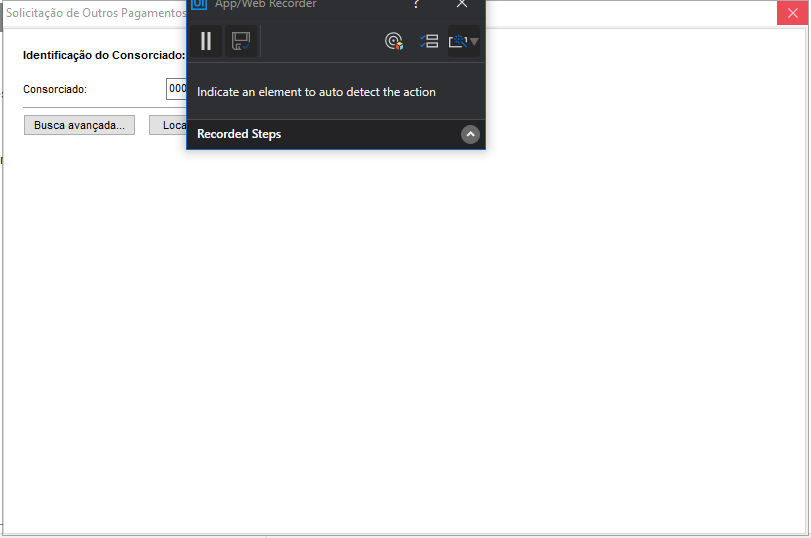 App/Web Recorder
?
Solicitação de Outros Pagamentos
Identificação do Consorciado:
Consorciado:
000
Indicate an element to auto detect the action
Busca avançada...
Loca
Recorded Steps